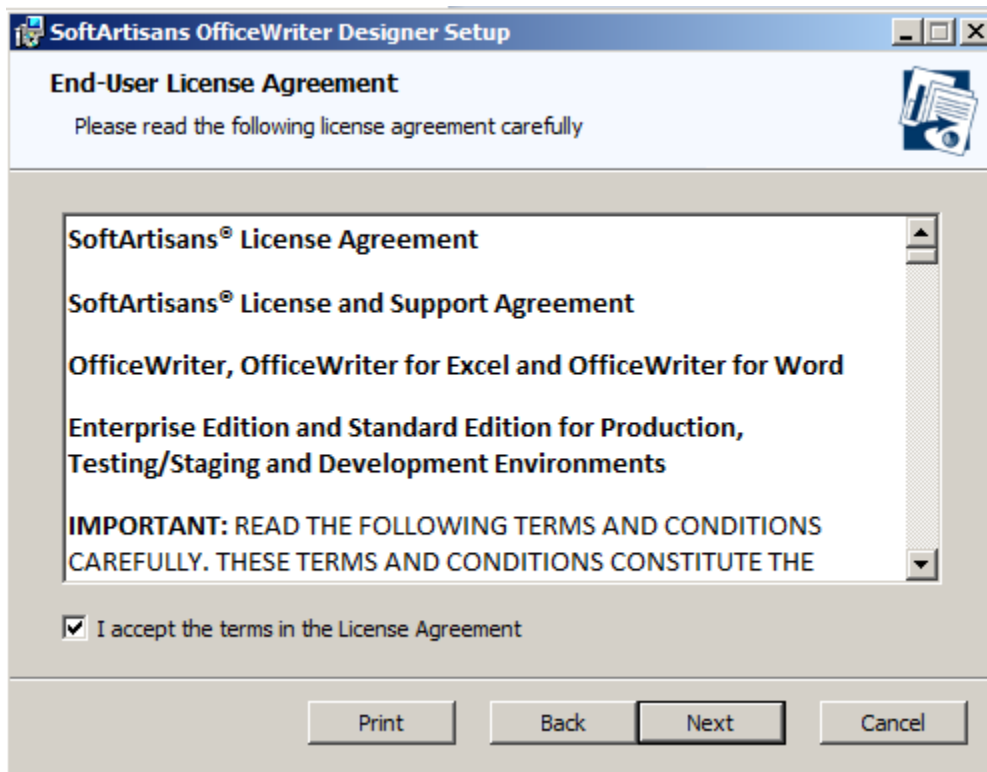 SoftArtisans OfficeWriter Designer Setup
End-User License Agreement
Please read the following license agreement carefully
SoftArtisans® License Agreement
SoftArtisans® License and Support Agreement
OfficeWriter, OfficeWriter for Excel and OfficeWriter for Word
Enterprise Edition and Standard Edition for Production,
Testing/Staging and Development Environments
IMPORTANT: READ THE FOLLOWING TERMS AND CONDITIONS
CAREFULLY. THESE TERMS AND CONDITIONS CONSTITUTE THE
I accept the terms in the License Agreement
Print Back Next Cancel